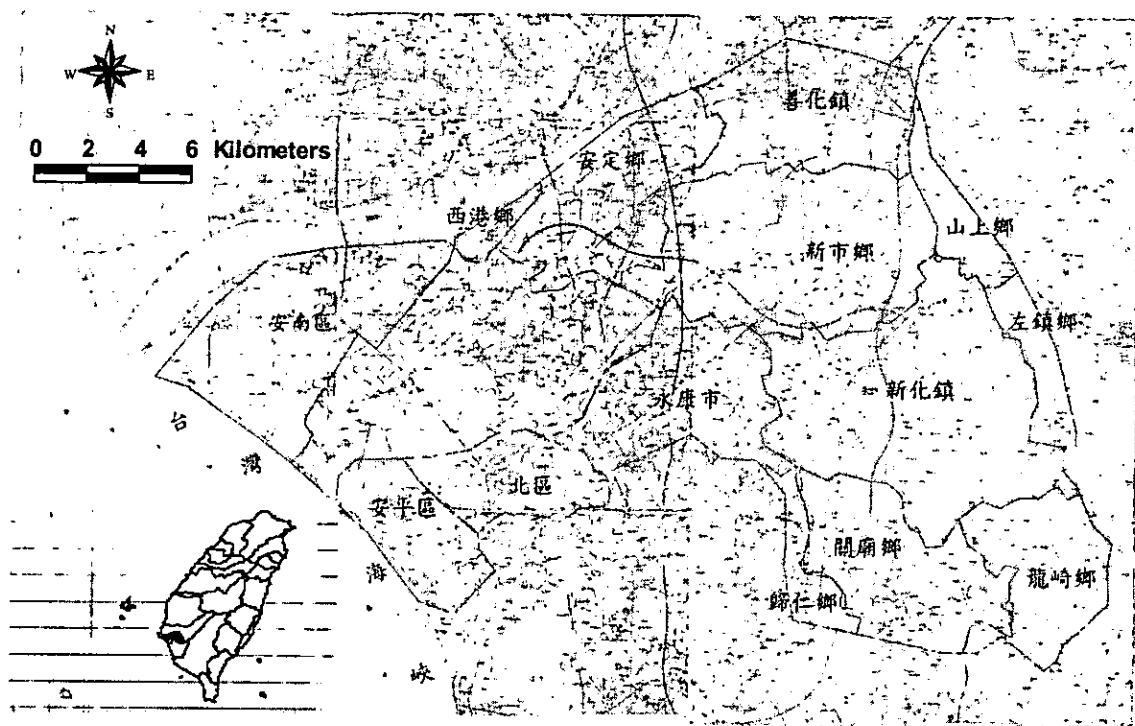 N
W E
S
0 2 4 6 Kilometers
善化鎮
安定鄉
西港鄉
山上鄉
新市鄉
安南區
左鎮鄉
新化鎮
永康市
台灣海峽
北區
安平區
關廟鄉
龍崎鄉
歸仁鄉